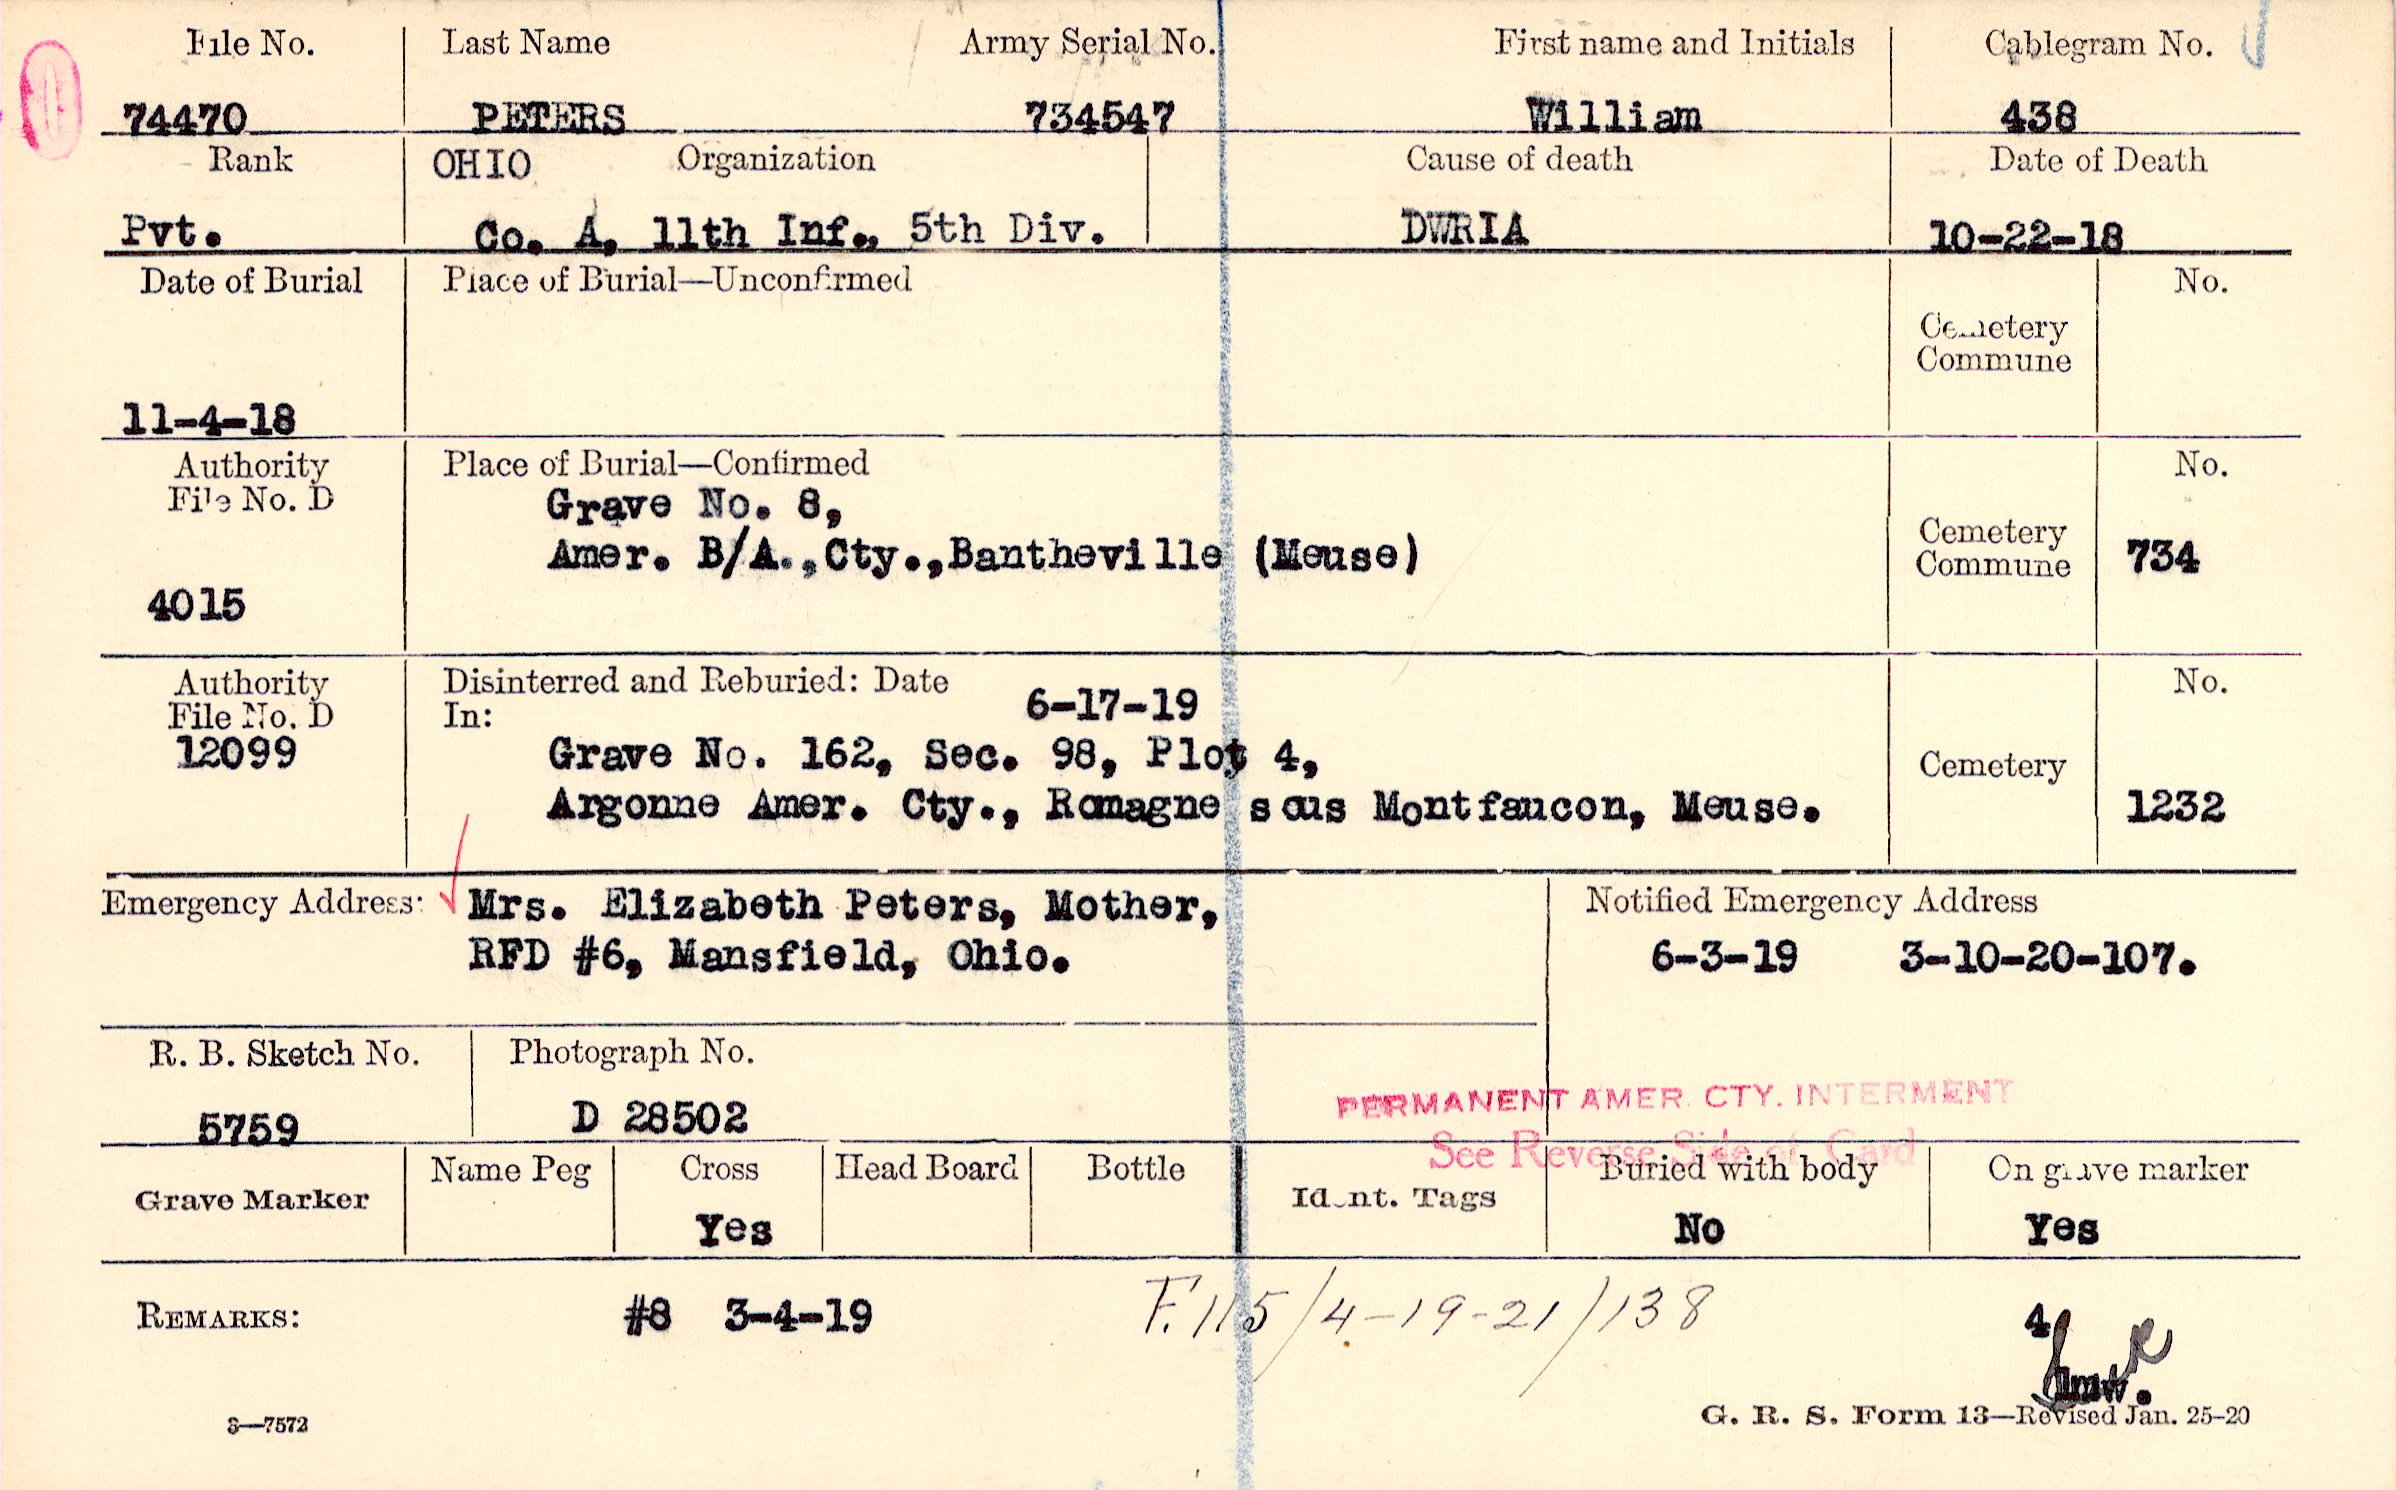 File No. Last Name Army Serial No. First name and Initials Cablegram No.
74470 PETERS 734547 William 438
Rank OHIO Organization Cause of death Date of Death
Pvt. Co. A, 11th Inf., 5th Div. DWRIA 10-22-18
Date of Burial Place of Burial—Unconfirmed No.
Cemetery
Commune
11-4-18
Authority Place of Burial—Confirmed No.
File No. D Grave No. 8,
Amer. B/A.,Cty.,Bantheville (Meuse) Cemetery
Commune 734
4015
Authority Disinterred and Reburied: Date 6-17-19 No.
File No. D In:
12099 Grave No. 162, Sec. 98, Plot 4, Cemetery
Argonne Amer. Cty., Romagne sous Montfaucon, Meuse. 1232
Emergency Address: Mrs. Elizabeth Peters, Mother, Notified Emergency Address
RFD #6, Mansfield, Ohio. 6-3-19 3-10-20-107.
R. B. Sketch No. Photograph No.
5759 D 28502
PERMANENT AMER. CTY. INTERMENT
See Reverse Side of Card
Grave Marker Name Peg Cross Head Board Bottle Ident. Tags Buried with body On grave marker
Yes No Yes
REMARKS: #8 3-4-19 F.115/4-19-21/138 4
lmw.
3—7572 G. R. S. Form 13—Revised Jan. 25-20